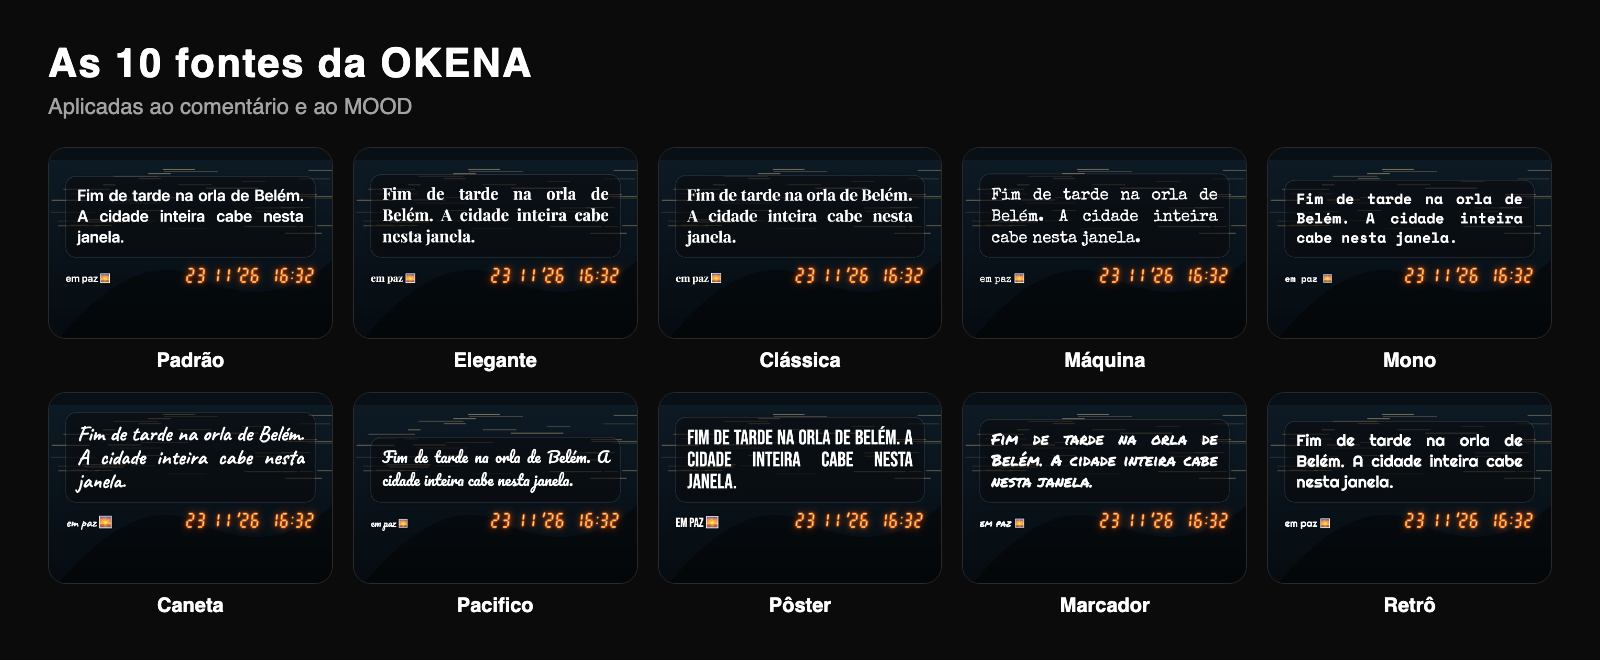 As 10 fontes da OKENA
Aplicadas ao comentário e ao MOOD
Fim de tarde na orla de Belém.
A cidade inteira cabe nesta
janela.
em paz 🌅 23 11 '26 16:32
Padrão
Fim de tarde na orla de
Belém. A cidade inteira cabe
nesta janela.
em paz 🌅 23 11 '26 16:32
Elegante
Fim de tarde na orla de Belém.
A cidade inteira cabe nesta
janela.
em paz 🌅 23 11 '26 16:32
Clássica
Fim de tarde na orla de
Belém. A cidade inteira
cabe nesta janela.
em paz 🌅 23 11 '26 16:32
Máquina
Fim de tarde na orla de
Belém. A cidade inteira
cabe nesta janela.
em paz 🌅 23 11 '26 16:32
Mono
Fim de tarde na orla de Belém.
A cidade inteira cabe nesta
janela.
em paz 🌅 23 11 '26 16:32
Caneta
Fim de tarde na orla de Belém. A
cidade inteira cabe nesta janela.
em paz 🌅 23 11 '26 16:32
Pacifico
FIM DE TARDE NA ORLA DE BELÉM. A
CIDADE INTEIRA CABE NESTA
JANELA.
EM PAZ 🌅 23 11 '26 16:32
Pôster
FIM DE TARDE NA ORLA DE
BELÉM. A CIDADE INTEIRA CABE
NESTA JANELA.
EM PAZ 🌅 23 11 '26 16:32
Marcador
Fim de tarde na orla de
Belém. A cidade inteira cabe
nesta janela.
em paz 🌅 23 11 '26 16:32
Retrô